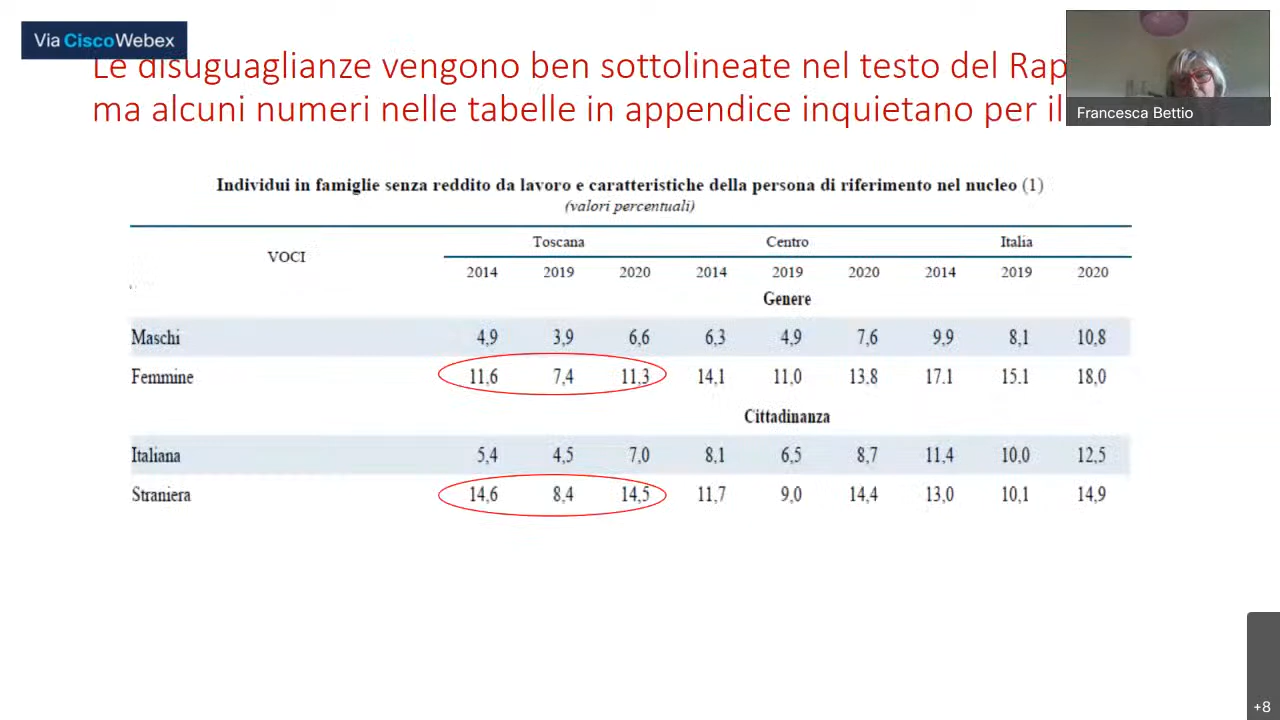 Via CiscoWebex
Le disuguaglianze vengono ben sottolineate nel testo del Rap
ma alcuni numeri nelle tabelle in appendice inquietano per il
Francesca Bettio
Individui in famiglie senza reddito da lavoro e caratteristiche della persona di riferimento nel nucleo (1)
(valori percentuali)
VOCI Toscana Centro Italia
2014 2019 2020 2014 2019 2020 2014 2019 2020
Genere
Maschi 4,9 3,9 6,6 6,3 4,9 7,6 9,9 8,1 10,8
Femmine 11,6 7,4 11,3 14,1 11,0 13,8 17.1 15.1 18,0
Cittadinanza
Italiana 5,4 4,5 7,0 8,1 6,5 8,7 11,4 10,0 12,5
Straniera 14,6 8,4 14,5 11,7 9,0 14,4 13,0 10,1 14,9
+8